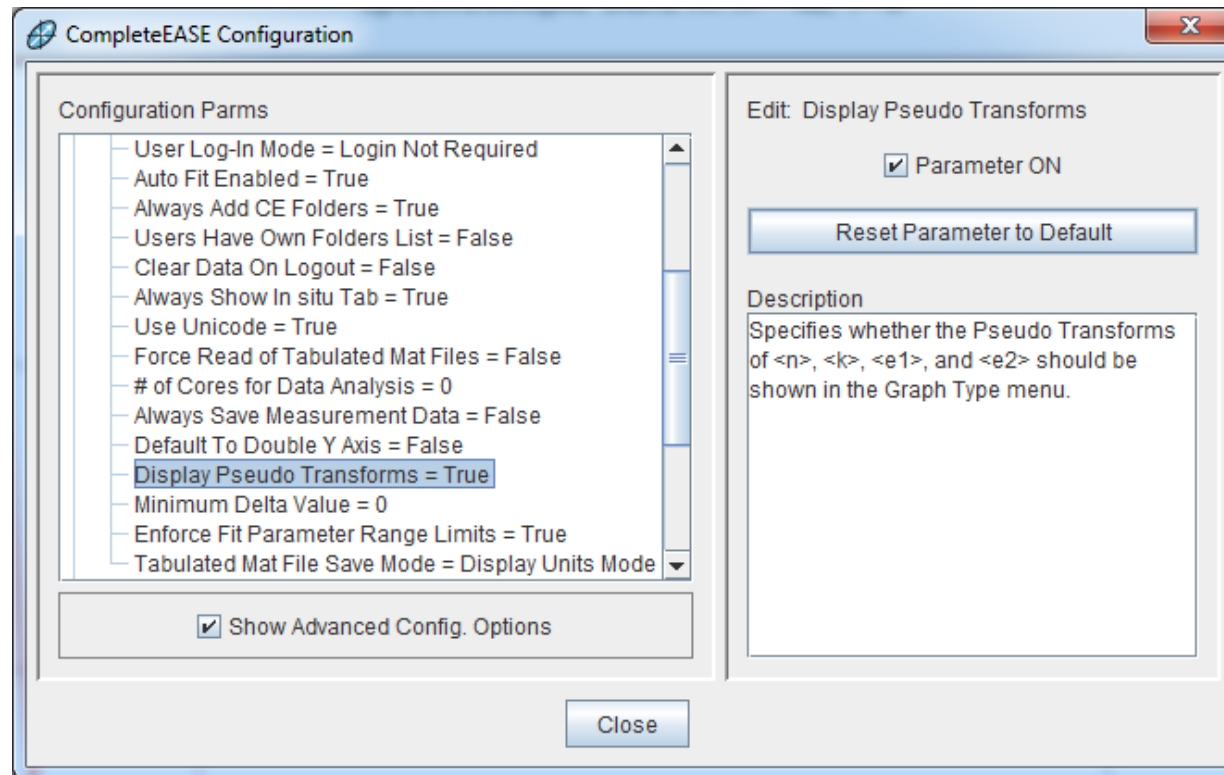 CompleteEASE Configuration
Configuration Parms
User Log-In Mode = Login Not Required
Auto Fit Enabled = True
Always Add CE Folders = True
Users Have Own Folders List = False
Clear Data On Logout = False
Always Show In situ Tab = True
Use Unicode = True
Force Read of Tabulated Mat Files = False
# of Cores for Data Analysis = 0
Always Save Measurement Data = False
Default To Double Y Axis = False
Display Pseudo Transforms = True
Minimum Delta Value = 0
Enforce Fit Parameter Range Limits = True
Tabulated Mat File Save Mode = Display Units Mode
Show Advanced Config. Options
Edit: Display Pseudo Transforms
Parameter ON
Reset Parameter to Default
Description
Specifies whether the Pseudo Transforms
of <n>, <k>, <e1>, and <e2> should be
shown in the Graph Type menu.
Close